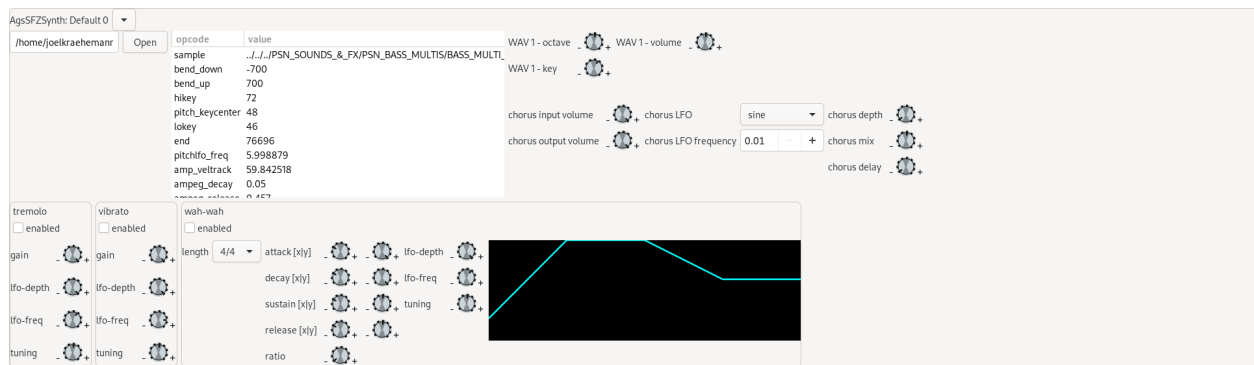 AgsSFZSynth: Default 0
/home/joelkraehemanr Open
opcode value
sample ../../../PSN_SOUNDS_&_FX/PSN_BASS_MULTIS/BASS_MULTI_
bend_down -700
bend_up 700
hikey 72
pitch_keycenter 48
lokey 46
end 76696
pitchlfo_freq 5.998879
amp_veltrack 59.842518
ampeg_decay 0.05
ampeg_release 0.457
WAV 1 - octave - + WAV 1 - volume - +
WAV 1 - key - +
chorus input volume - + chorus LFO sine chorus depth - +
chorus output volume - + chorus LFO frequency 0.01 - + chorus mix - +
chorus delay - +
tremolo
enabled
gain - +
lfo-depth - +
lfo-freq - +
tuning - +
vibrato
enabled
gain - +
lfo-depth - +
lfo-freq - +
tuning - +
wah-wah
enabled
length 4/4 attack [x|y] - + - + lfo-depth - +
decay [x|y] - + - + lfo-freq - +
sustain [x|y] - + - + tuning - +
release [x|y] - + - +
ratio - +